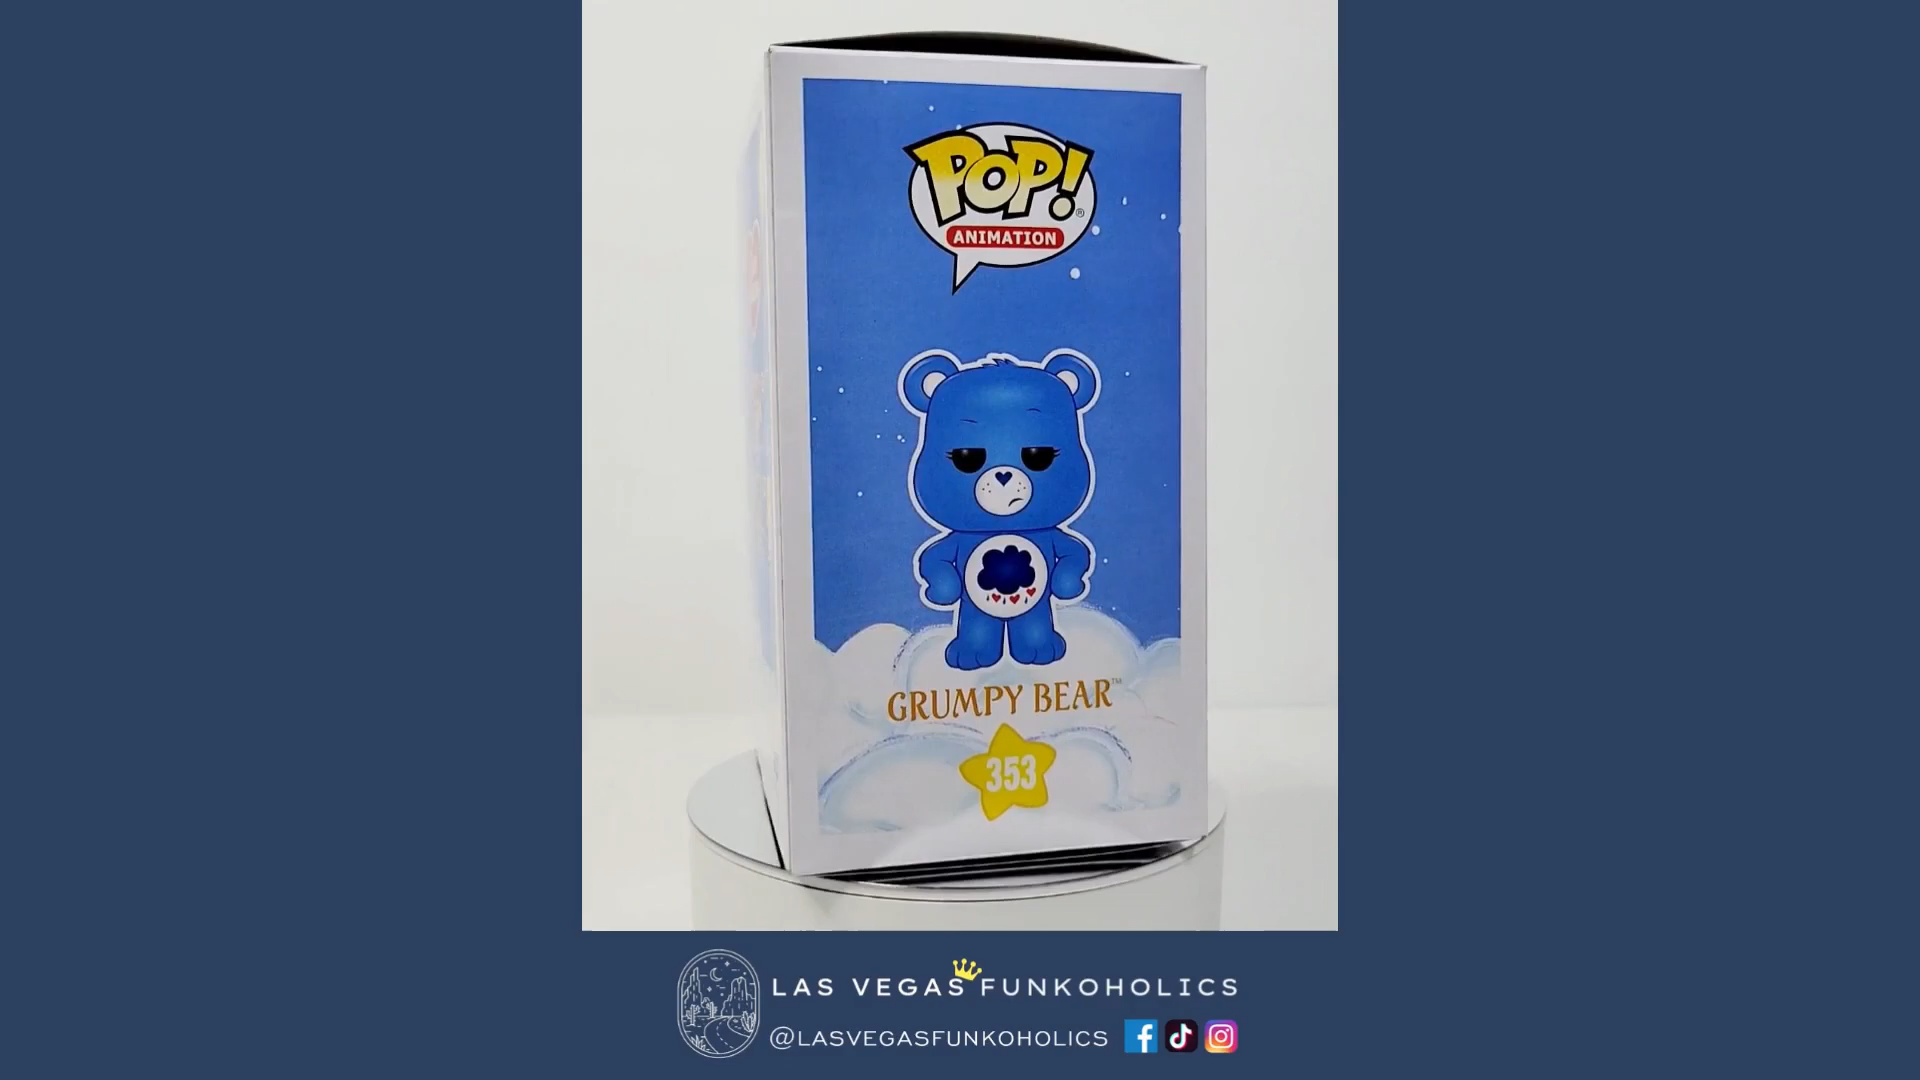 POP!®
ANIMATION
GRUMPY BEAR™
353
LAS VEGAS FUNKOHOLICS
@LASVEGASFUNKOHOLICS